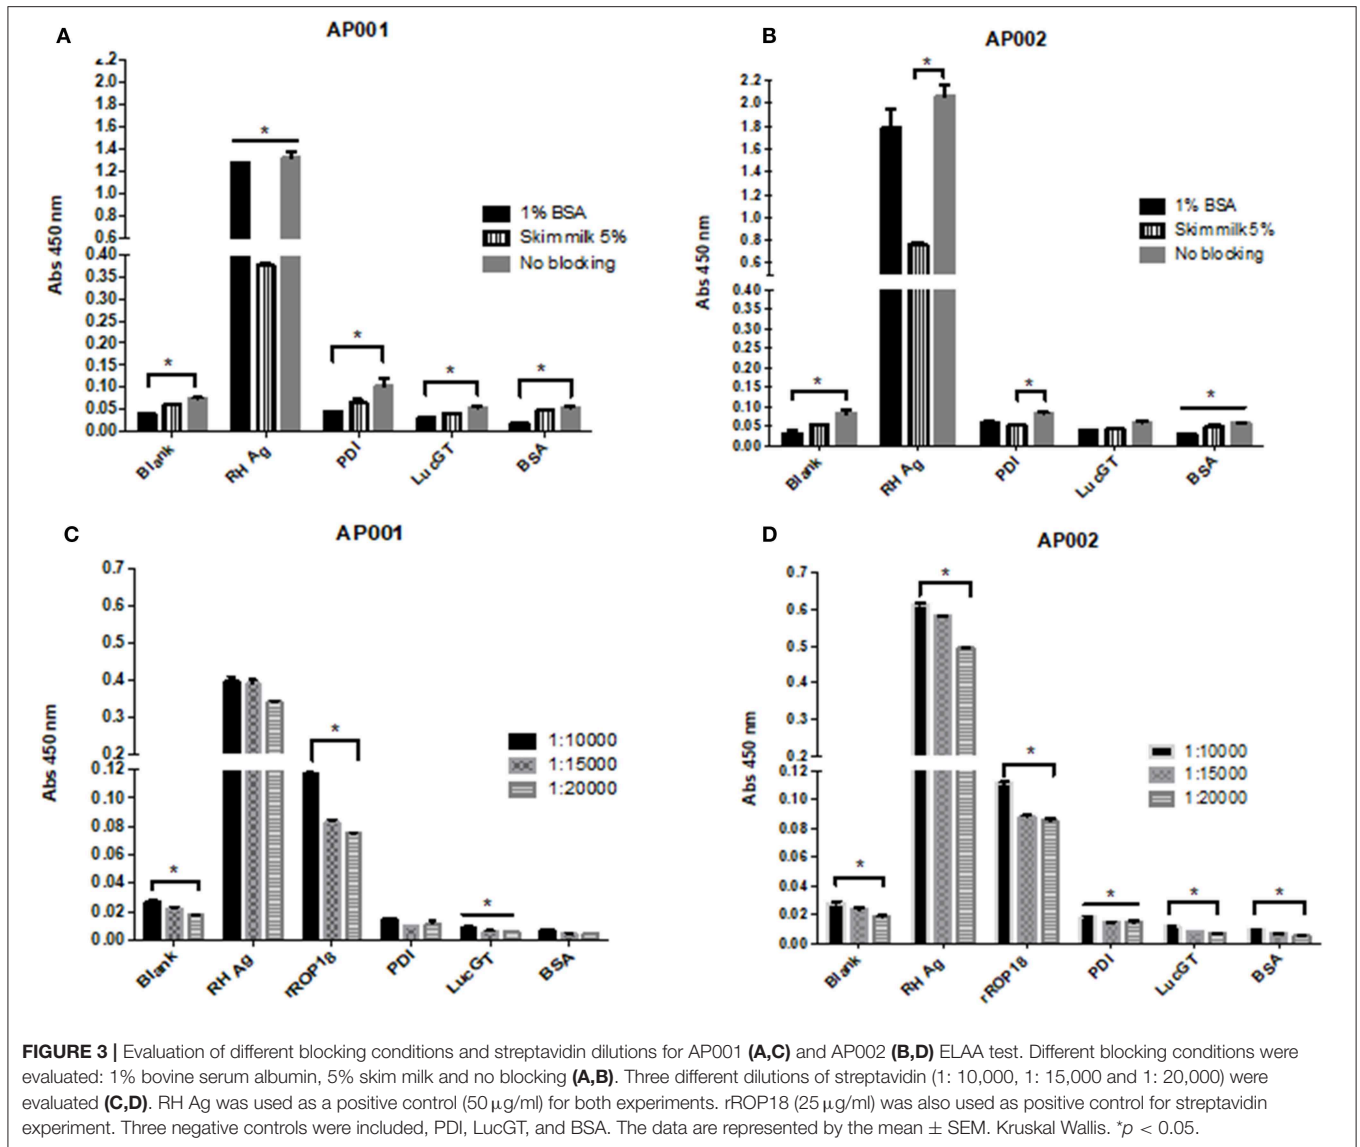 A
AP001
2.2
2.0
1.8
1.6
1.4
1.2
1.0
0.8
0.6
0.40
0.35
0.30
0.25
0.20
0.15
0.10
0.05
0.00
Abs 450 nm
* * * * *
1% BSA
Skim milk 5%
No blocking
Blank RH Ag PDI LucGT BSA
B
AP002
2.2
2.0
1.8
1.6
1.4
1.2
1.0
0.8
0.6
0.40
0.35
0.30
0.25
0.20
0.15
0.10
0.05
0.00
Abs 450 nm
* * * *
1% BSA
Skim milk 5%
No blocking
Blank RH Ag PDI LucGT BSA
C
AP001
0.7
0.6
0.5
0.4
0.3
0.2
0.12
0.10
0.08
0.06
0.04
0.02
0.00
Abs 450 nm
* * *
1:10000
1:15000
1:20000
Blank RH Ag rROP18 PDI LucGT BSA
D
AP002
0.7
0.6
0.5
0.4
0.3
0.2
0.12
0.10
0.08
0.06
0.04
0.02
0.00
Abs 450 nm
* * * * * *
1:10000
1:15000
1:20000
Blank RH Ag rROP18 PDI LucGT BSA
FIGURE 3 | Evaluation of different blocking conditions and streptavidin dilutions for AP001 (A,C) and AP002 (B,D) ELAA test. Different blocking conditions were
evaluated: 1% bovine serum albumin, 5% skim milk and no blocking (A,B). Three different dilutions of streptavidin (1: 10,000, 1: 15,000 and 1: 20,000) were
evaluated (C,D). RH Ag was used as a positive control (50 μg/ml) for both experiments. rROP18 (25 μg/ml) was also used as positive control for streptavidin
experiment. Three negative controls were included, PDI, LucGT, and BSA. The data are represented by the mean ± SEM. Kruskal Wallis. *p < 0.05.